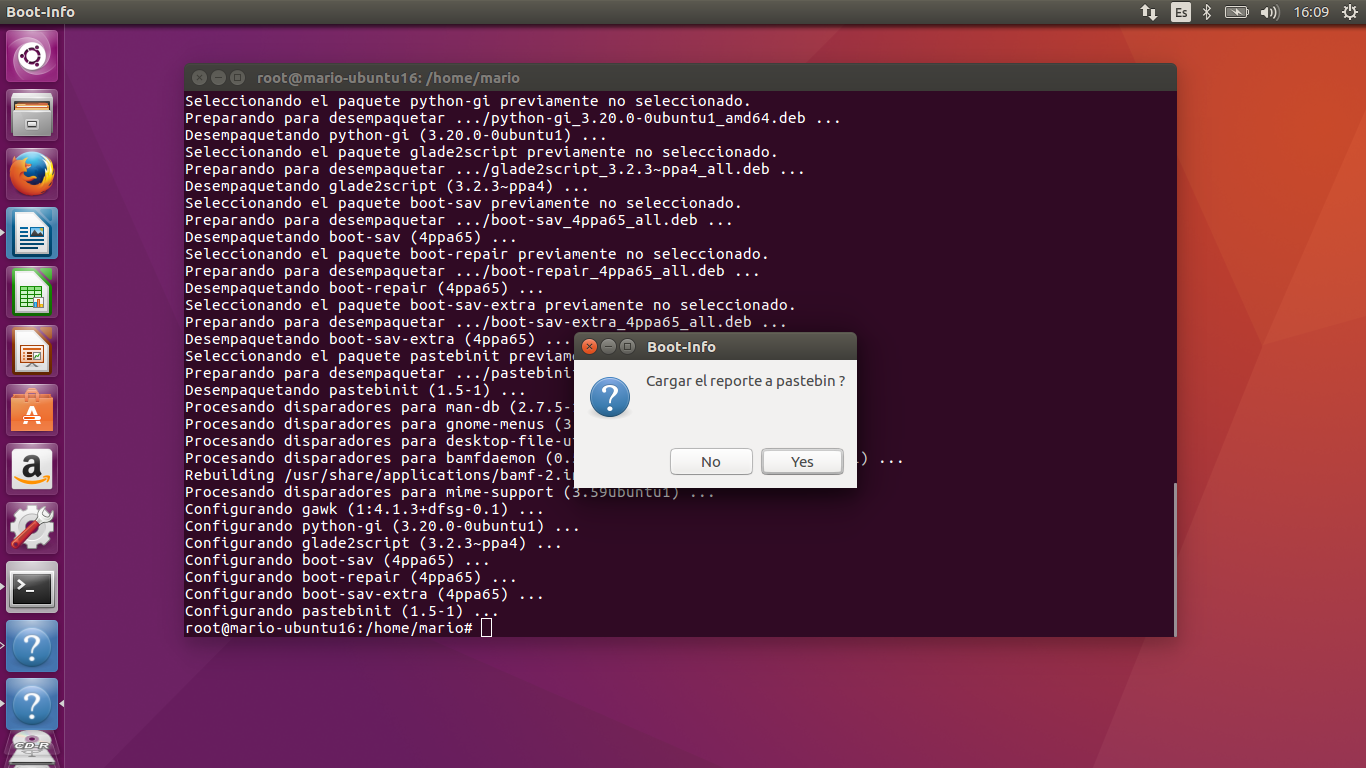 Boot-Info
Es
16:09
root@mario-ubuntu16: /home/mario
Seleccionando el paquete python-gi previamente no seleccionado.
Preparando para desempaquetar .../python-gi_3.20.0-0ubuntu1_amd64.deb ...
Desempaquetando python-gi (3.20.0-0ubuntu1) ...
Seleccionando el paquete glade2script previamente no seleccionado.
Preparando para desempaquetar .../glade2script_3.2.3~ppa4_all.deb ...
Desempaquetando glade2script (3.2.3~ppa4) ...
Seleccionando el paquete boot-sav previamente no seleccionado.
Preparando para desempaquetar .../boot-sav_4ppa65_all.deb ...
Desempaquetando boot-sav (4ppa65) ...
Seleccionando el paquete boot-repair previamente no seleccionado.
Preparando para desempaquetar .../boot-repair_4ppa65_all.deb ...
Desempaquetando boot-repair (4ppa65) ...
Seleccionando el paquete boot-sav-extra previamente no seleccionado.
Preparando para desempaquetar .../boot-sav-extra_4ppa65_all.deb ...
Desempaquetando boot-sav-extra (4ppa65) ...
Seleccionando el paquete pastebinit previam
Preparando para desempaquetar .../pastebini
Desempaquetando pastebinit (1.5-1) ...
Procesando disparadores para man-db (2.7.5-
Procesando disparadores para gnome-menus (3
Procesando disparadores para desktop-file-u
Procesando disparadores para bamfdaemon (0. ) ...
Rebuilding /usr/share/applications/bamf-2.i
Procesando disparadores para mime-support (3.59ubuntu1) ...
Configurando gawk (1:4.1.3+dfsg-0.1) ...
Configurando python-gi (3.20.0-0ubuntu1) ...
Configurando glade2script (3.2.3~ppa4) ...
Configurando boot-sav (4ppa65) ...
Configurando boot-repair (4ppa65) ...
Configurando boot-sav-extra (4ppa65) ...
Configurando pastebinit (1.5-1) ...
root@mario-ubuntu16:/home/mario#
Boot-Info
Cargar el reporte a pastebin ?
No
Yes
CD-R